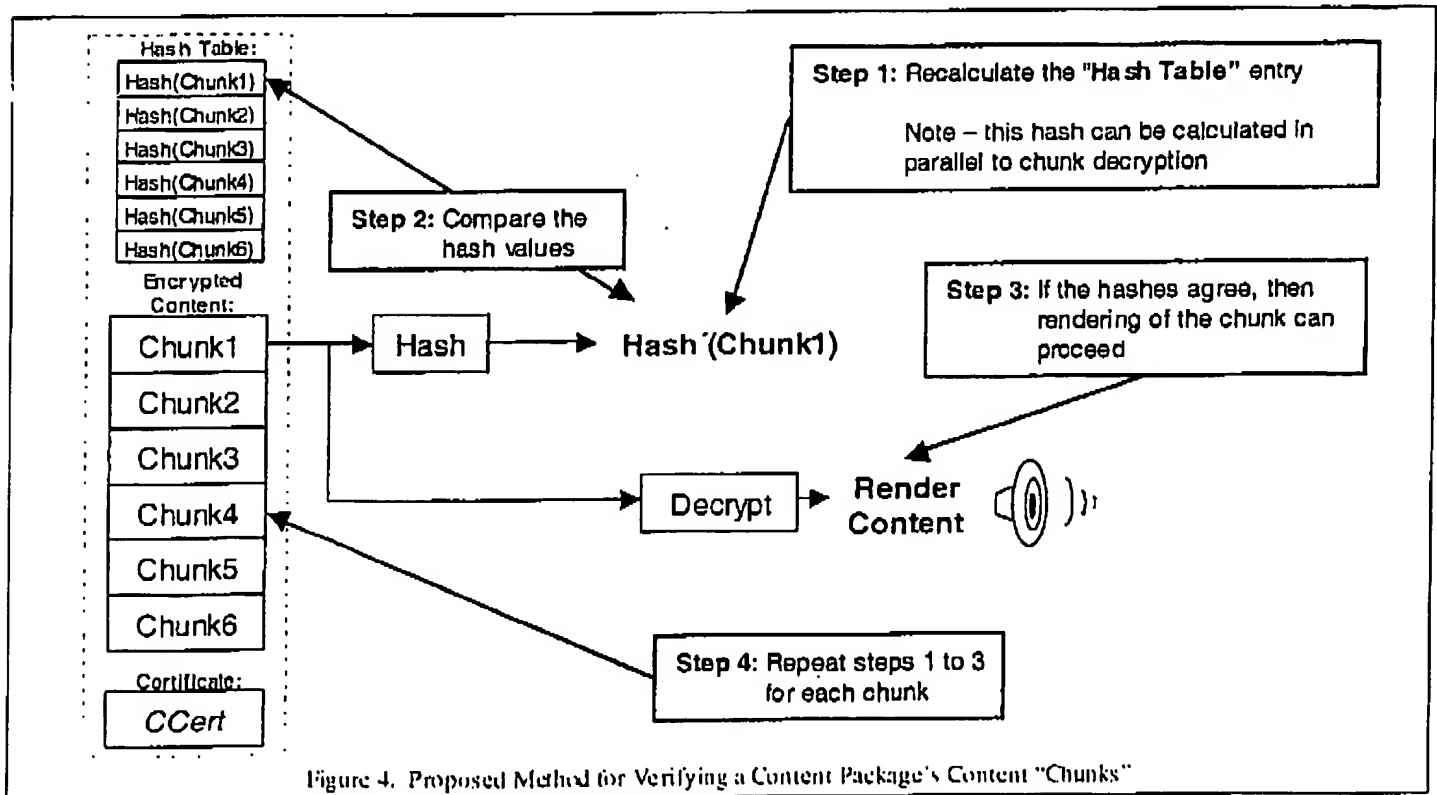 Hash Table:
Hash(Chunk1)
Hash(Chunk2)
Hash(Chunk3)
Hash(Chunk4)
Hash(Chunk5)
Hash(Chunk6)
Encrypted
Content:
Chunk1
Chunk2
Chunk3
Chunk4
Chunk5
Chunk6
Certificate:
CCert
Step 1: Recalculate the "Hash Table" entry
Note – this hash can be calculated in
parallel to chunk decryption
Step 2: Compare the
hash values
Step 3: If the hashes agree, then
rendering of the chunk can
proceed
Hash
Hash´(Chunk1)
Decrypt
Render
Content
Step 4: Repeat steps 1 to 3
for each chunk
Figure 4. Proposed Method for Verifying a Content Package's Content "Chunks"